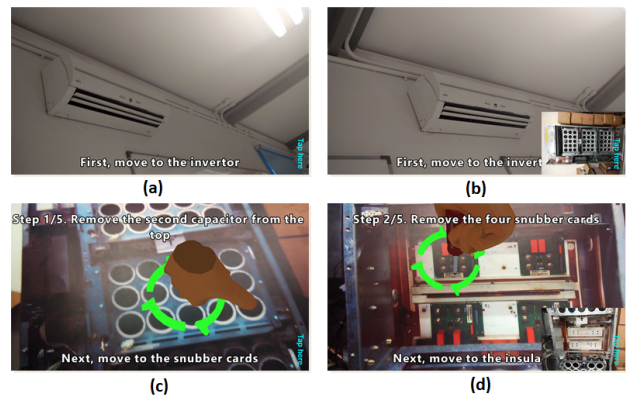 First, move to the invertor
Tap here
(a)
First, move to the invert
Tap here
(b)
Step 1/5. Remove the second capacitor from the
top
Next, move to the snubber cards
Tap here
(c)
Step 2/5. Remove the four snubber cards
Next, move to the insula
Tap here
(d)